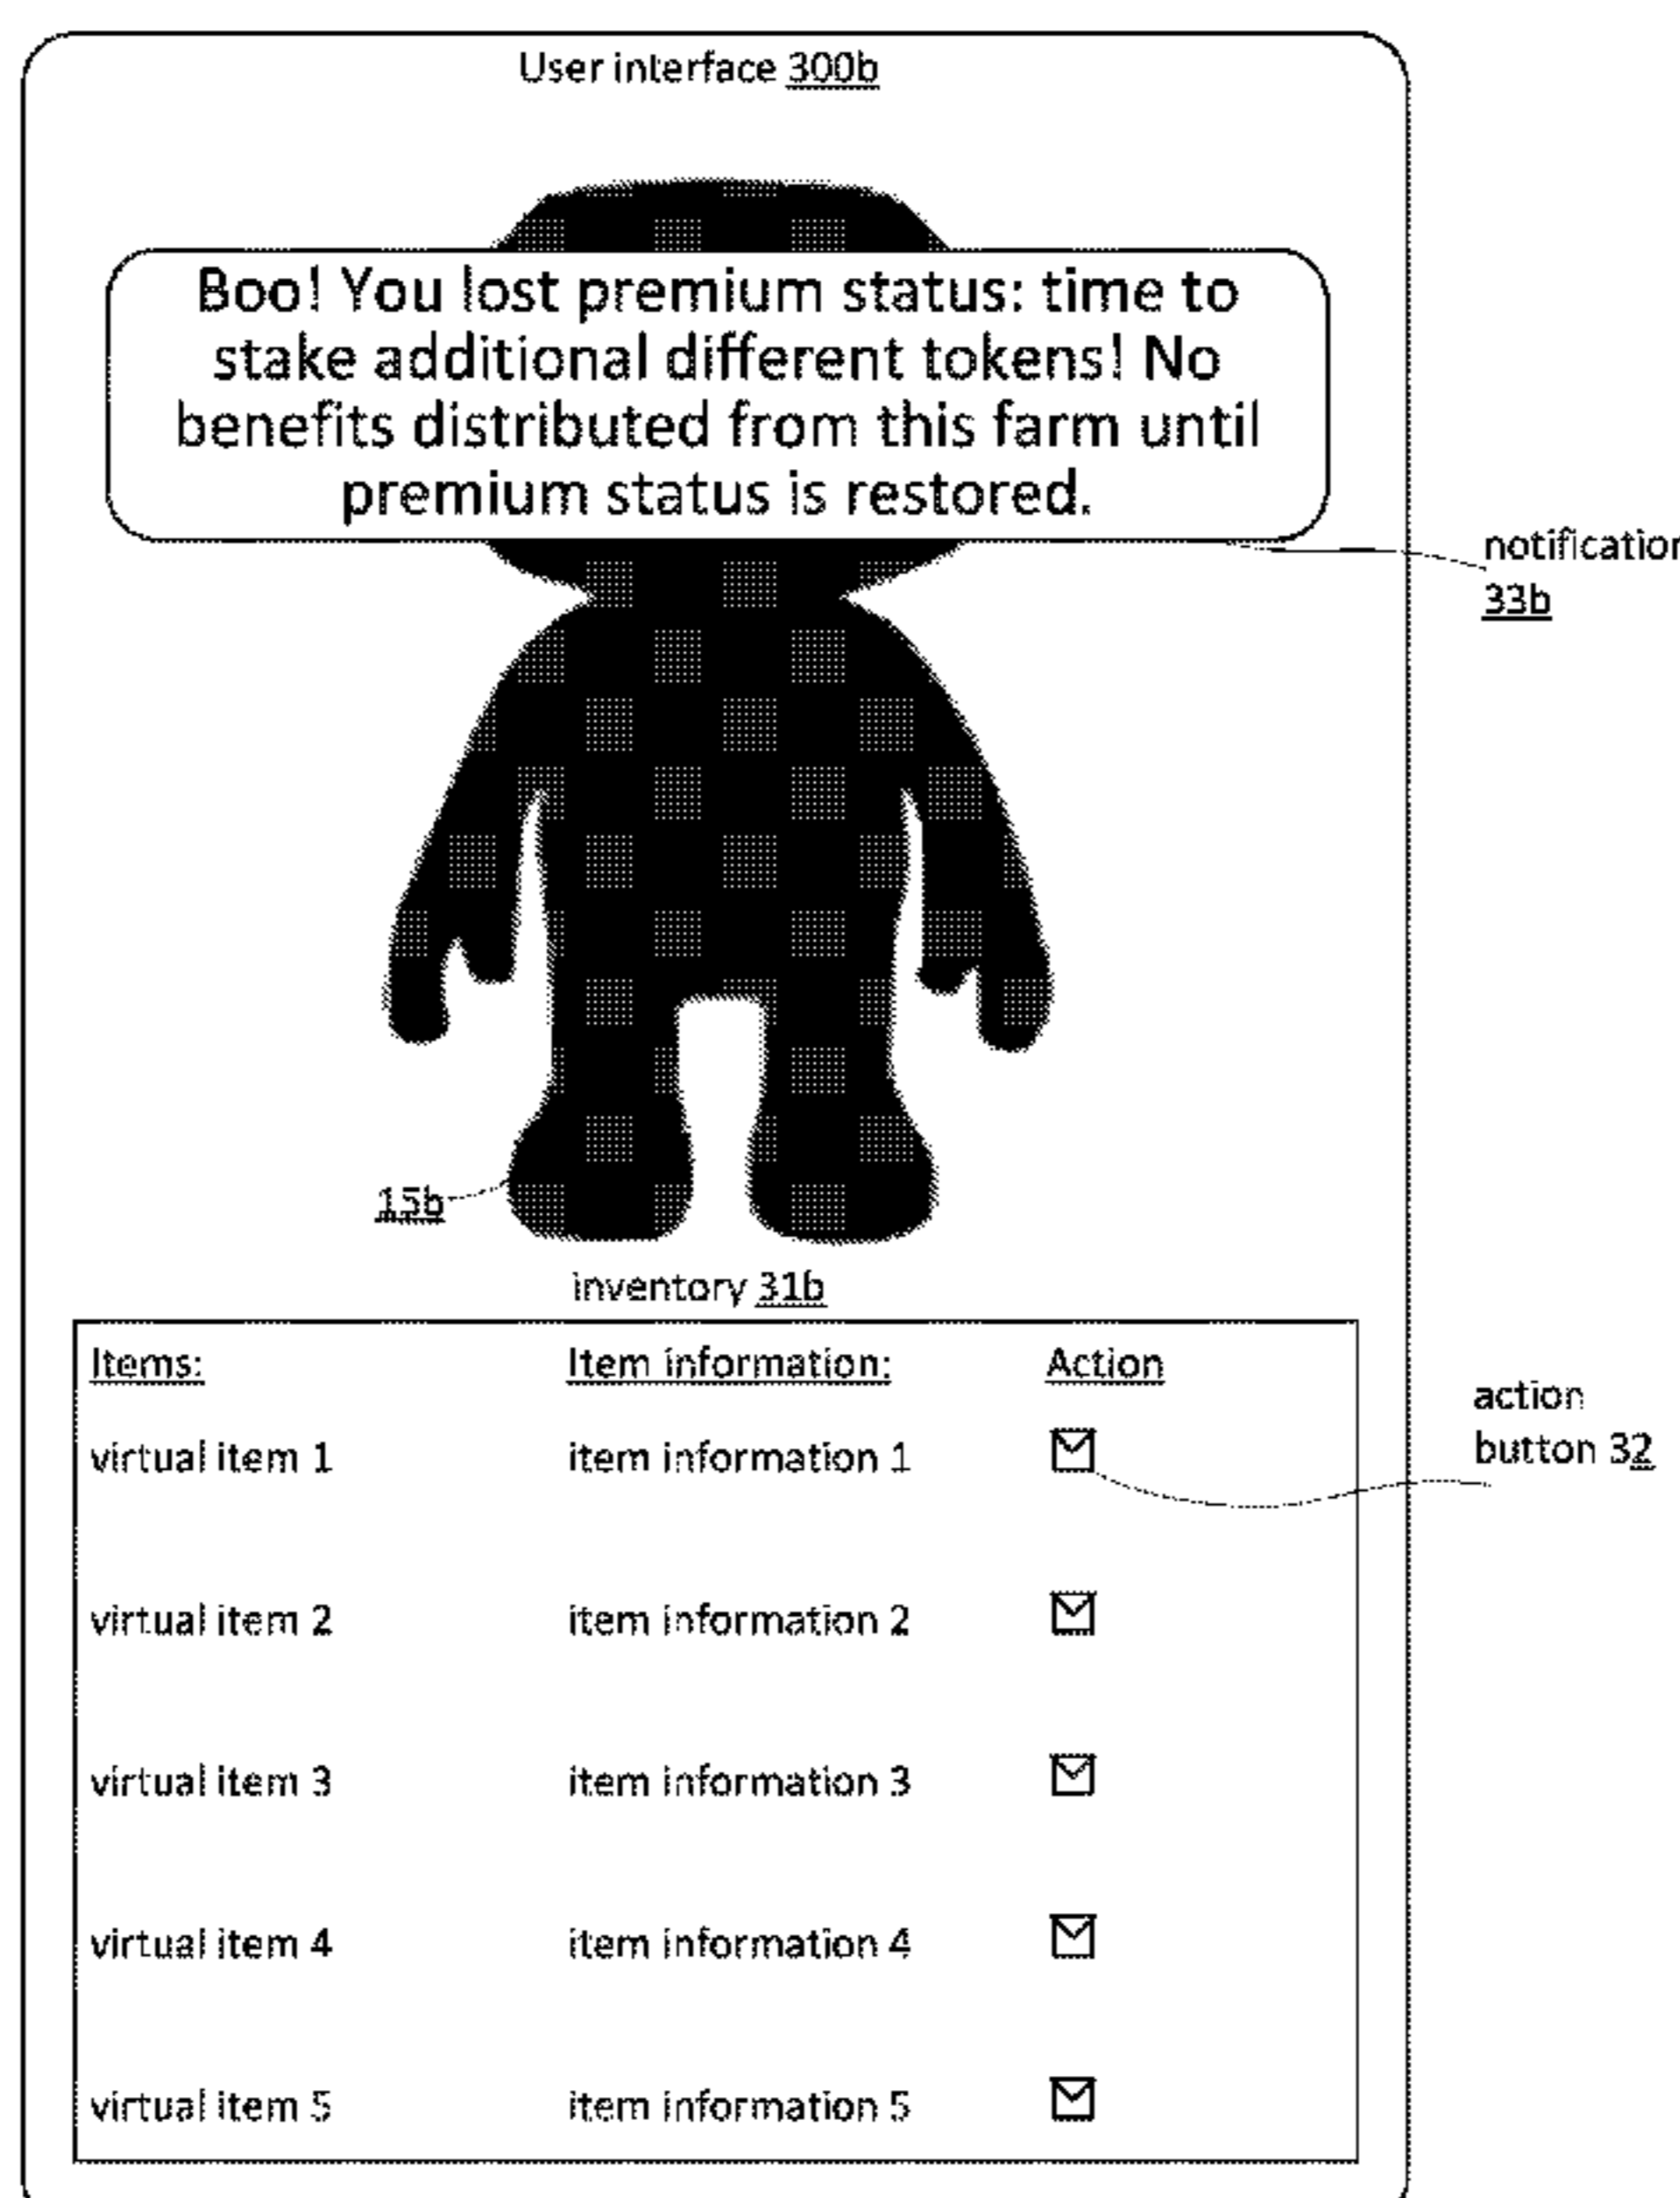 User interface 300b
Boo! You lost premium status: time to
stake additional different tokens! No
benefits distributed from this farm until
premium status is restored.
notification
33b
15b
inventory 31b
Items: Item information: Action
action
button 32
virtual item 1 item information 1
virtual item 2 item information 2
virtual item 3 item information 3
virtual item 4 item information 4
virtual item 5 item information 5